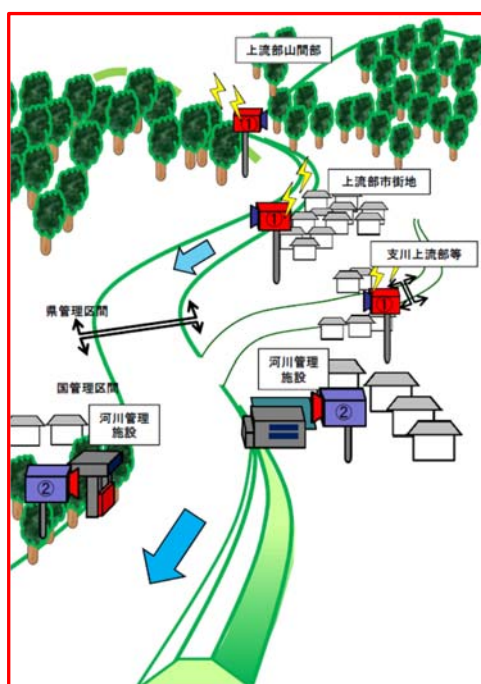 上流部山間部
①
上流部市街地
①
支川上流部等
①
県管理区間
国管理区間
河川管理
施設
②
河川管理
施設
②